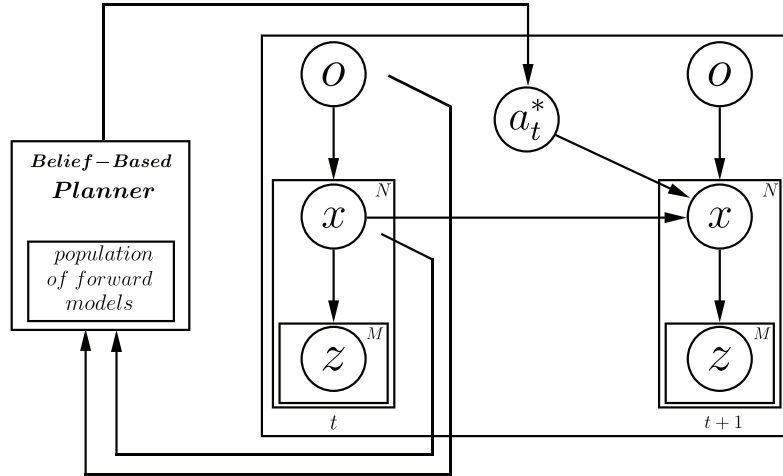 o
o
a*t
Belief-Based
Planner
N
N
x
x
population
of forward
models
M
M
z
z
t
t+1